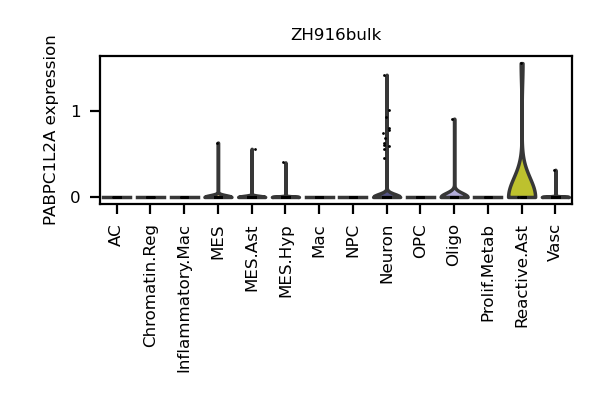 ZH916bulk
PABPC1L2A expression
1
0
AC
Chromatin.Reg
Inflammatory.Mac
MES
MES.Ast
MES.Hyp
Mac
NPC
Neuron
OPC
Oligo
Prolif.Metab
Reactive.Ast
Vasc